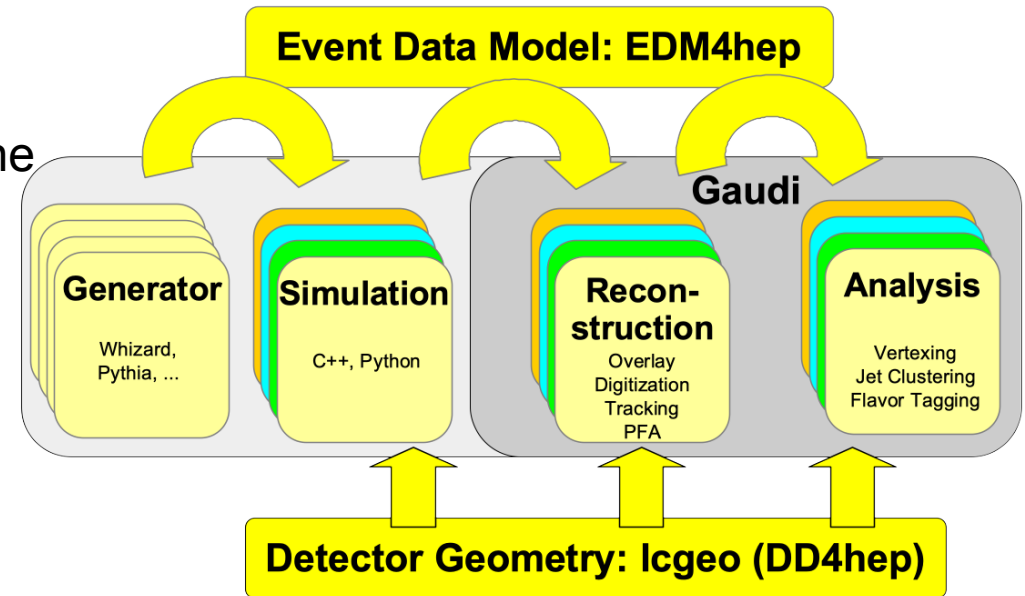 Event Data Model: EDM4hep
ne
Gaudi
Generator
Whizard,
Pythia, ...
Simulation
C++, Python
Recon-
struction
Overlay
Digitization
Tracking
PFA
Analysis
Vertexing
Jet Clustering
Flavor Tagging
Detector Geometry: lcgeo (DD4hep)